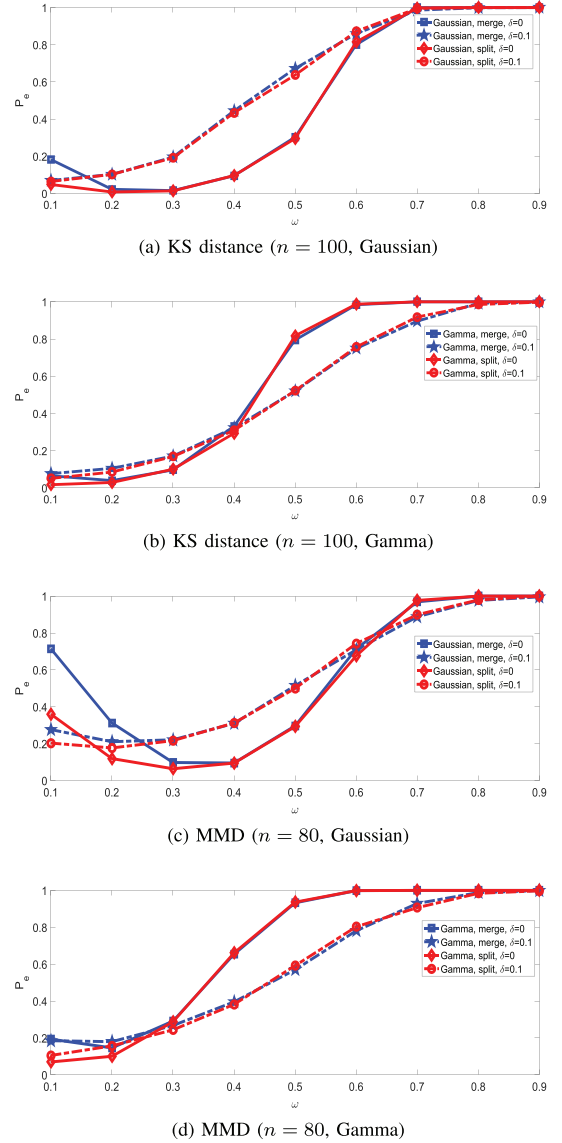 1
0.8
0.6
0.4
0.2
0
P_e
Gaussian, merge, δ=0
Gaussian, merge, δ=0.1
Gaussian, split, δ=0
Gaussian, split, δ=0.1
0.1 0.2 0.3 0.4 0.5 0.6 0.7 0.8 0.9
ω
(a) KS distance (n = 100, Gaussian)
1
0.8
0.6
0.4
0.2
0
P_e
Gamma, merge, δ=0
Gamma, merge, δ=0.1
Gamma, split, δ=0
Gamma, split, δ=0.1
0.1 0.2 0.3 0.4 0.5 0.6 0.7 0.8 0.9
ω
(b) KS distance (n = 100, Gamma)
1
0.8
0.6
0.4
0.2
0
P_e
Gaussian, merge, δ=0
Gaussian, merge, δ=0.1
Gaussian, split, δ=0
Gaussian, split, δ=0.1
0.1 0.2 0.3 0.4 0.5 0.6 0.7 0.8 0.9
ω
(c) MMD (n = 80, Gaussian)
1
0.8
0.6
0.4
0.2
0
P_e
Gamma, merge, δ=0
Gamma, merge, δ=0.1
Gamma, split, δ=0
Gamma, split, δ=0.1
0.1 0.2 0.3 0.4 0.5 0.6 0.7 0.8 0.9
ω
(d) MMD (n = 80, Gamma)